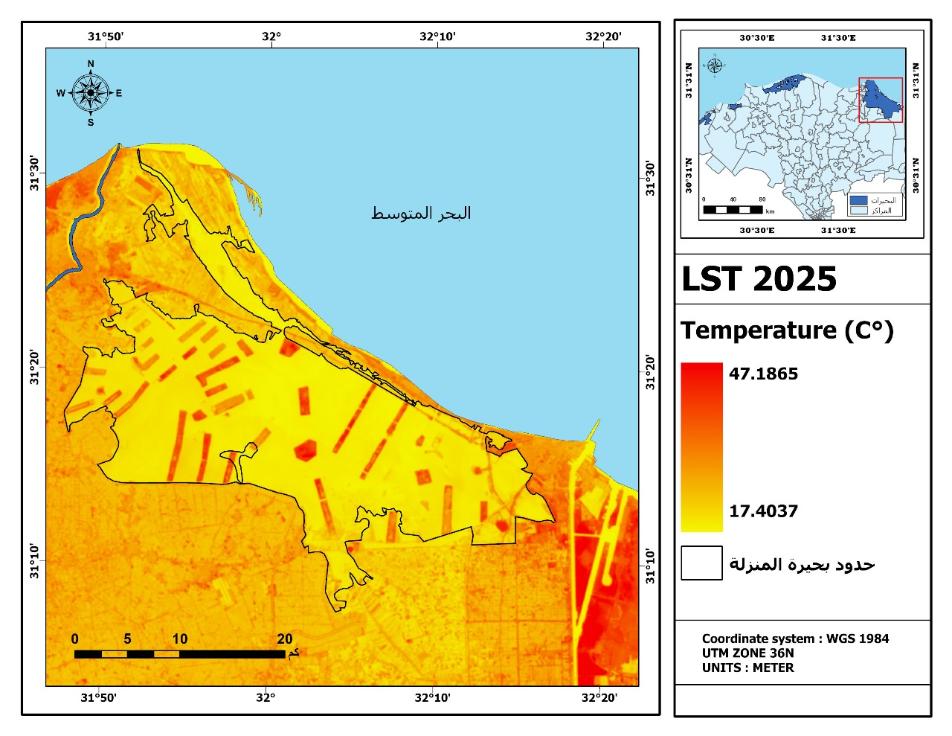 31°50' 32° 32°10' 32°20'
N
W E
S
31°30' 31°30'
البحر المتوسط
31°20' 31°20'
31°10' 31°10'
0 5 10 20
كم
31°50' 32° 32°10' 32°20'
30°30'E 31°30'E
31°31'N 31°31'N
30°31'N 30°31'N
0 40 80
km
البحيرات
المراكز
30°30'E 31°30'E
LST 2025
Temperature (C°)
47.1865
17.4037
حدود بحيرة المنزلة
Coordinate system : WGS 1984
UTM ZONE 36N
UNITS : METER